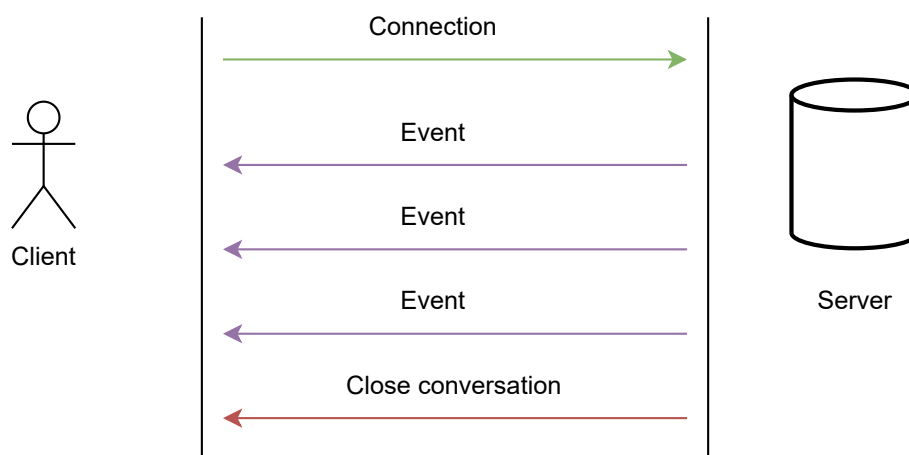 Connection
Event
Event
Client
Event
Server
Close conversation